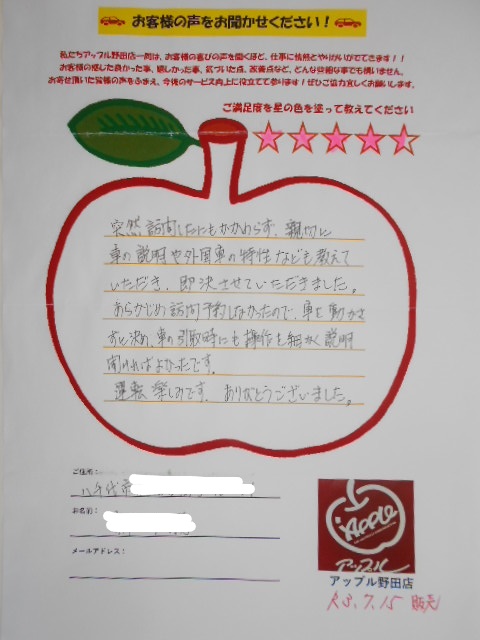 お客様の声をお聞かせください！
私たちアップル野田店一同は、お客様の喜びの声を聞くほど、仕事に情熱とやりがいがでてきます！！
お客様の感じた良かった事、嬉しかった事、気づいた点、改善点など、どんな些細な事でも構いません。
お寄せ頂いた皆様の声をふまえ、今後のサービス向上に役立てて参ります！ぜひご協力宜しくお願いします。
ご満足度を星の色を塗って教えてください
突然訪問したにもかかわらず、親切に
車の説明や外国車の特性なども教えて
いただき、即決させていただきました。
あらかじめ訪問予約しなかったので、車を動かさ
ずに決め、車の引取時にも操作を細かく説明
聞ければよかったです。
運転楽しみです。ありがとうございました。
ご住所：
八千代市
お名前：
メールアドレス：
Apple
アップル
アップル野田店
R3.7.15 販売